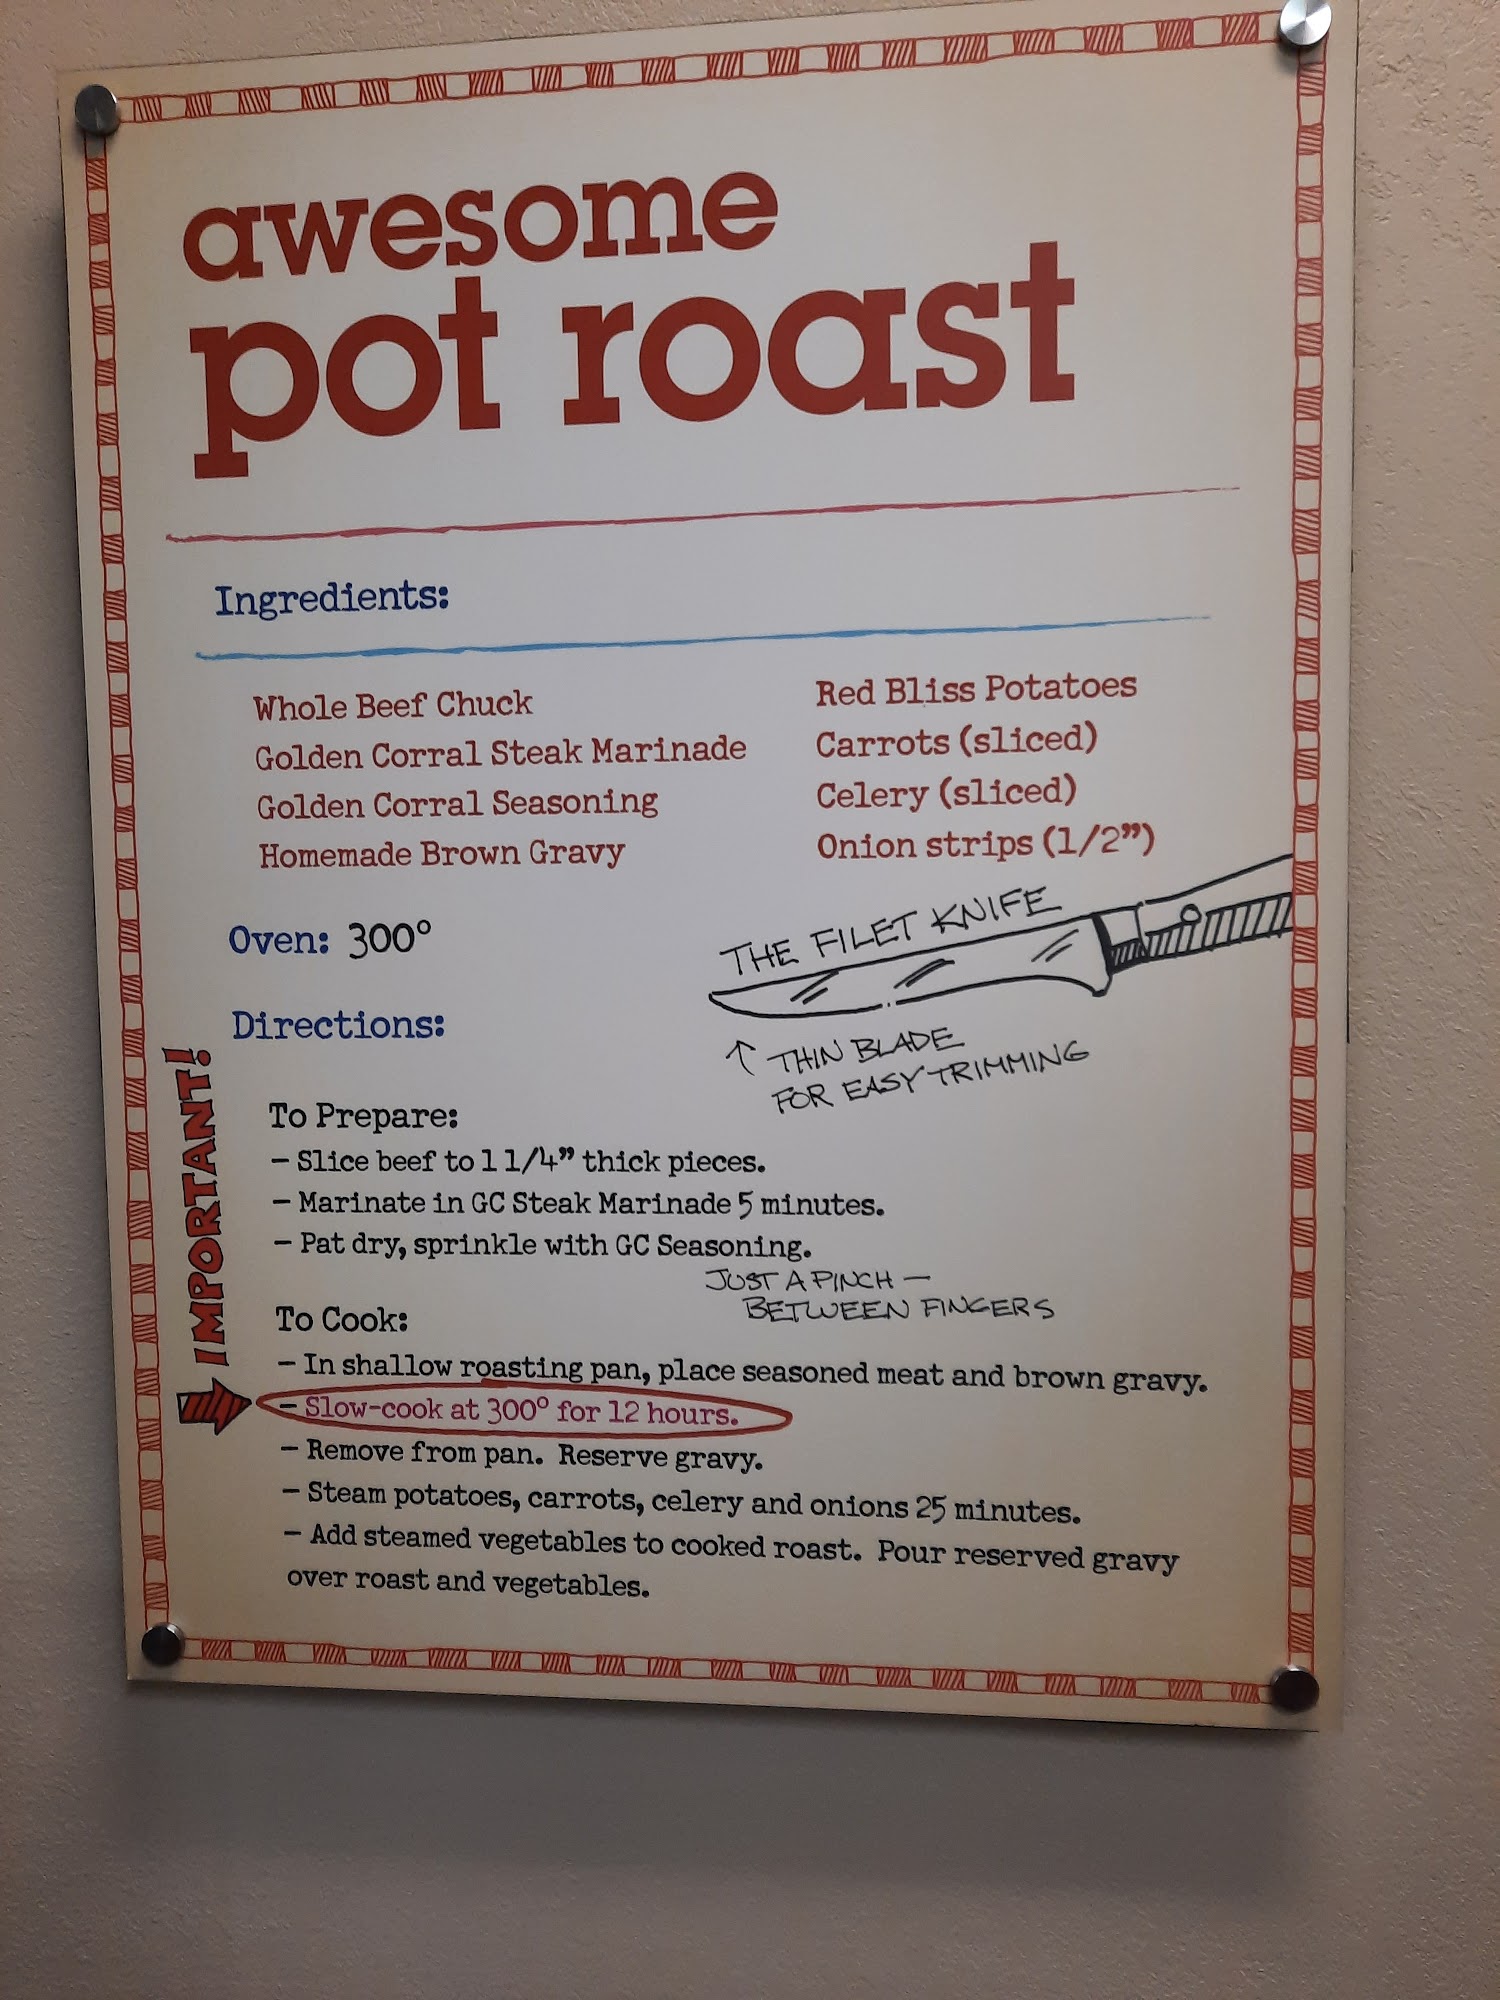 awesome
pot roast
Ingredients:
Whole Beef Chuck
Golden Corral Steak Marinade
Golden Corral Seasoning
Homemade Brown Gravy
Red Bliss Potatoes
Carrots (sliced)
Celery (sliced)
Onion strips (1/2”)
Oven: 300°
THE FILET KNIFE
↑ THIN BLADE
FOR EASY TRIMMING
Directions:
IMPORTANT!
To Prepare:
– Slice beef to 1 1/4” thick pieces.
– Marinate in GC Steak Marinade 5 minutes.
– Pat dry, sprinkle with GC Seasoning.
JUST A PINCH –
BETWEEN FINGERS
To Cook:
– In shallow roasting pan, place seasoned meat and brown gravy.
– Slow-cook at 300° for 12 hours.
– Remove from pan. Reserve gravy.
– Steam potatoes, carrots, celery and onions 25 minutes.
– Add steamed vegetables to cooked roast. Pour reserved gravy
over roast and vegetables.